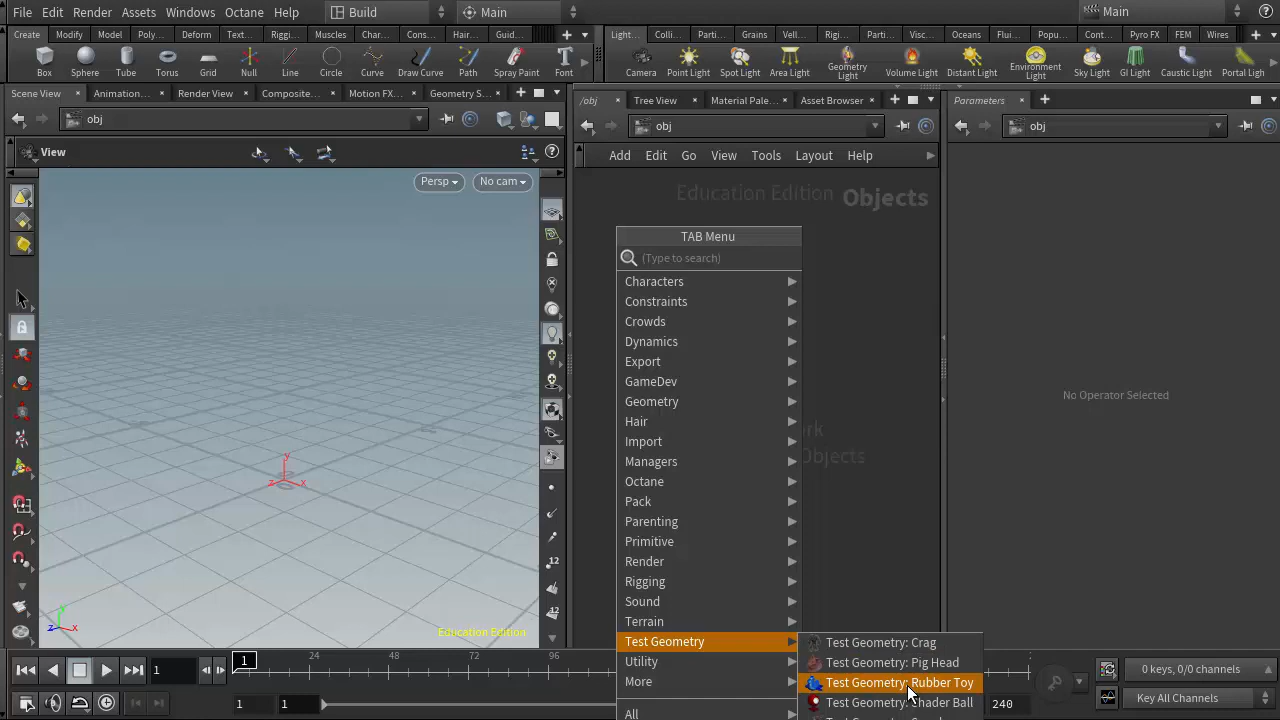 File Edit Render Assets Windows Octane Help Build Main Main
Create Modify Model Poly... Deform Text... Riggi... Muscles Char... Cons... Hair... Guid... Light... Colli... Parti... Grains Vell... Rigi... Parti... Visc... Oceans Flui... Popu... Cont... Pyro FX FEM Wires
Box Sphere Tube Torus Grid Null Line Circle Curve Draw Curve Path Spray Paint Font Camera Point Light Spot Light Area Light Geometry Light Volume Light Distant Light Environment Light Sky Light GI Light Caustic Light Portal Ligh
Scene View Animation... Render View Composite... Motion FX... Geometry S... /obj Tree View Material Pale... Asset Browser Parameters
obj obj obj
View Add Edit Go View Tools Layout Help
Persp No cam
Education Edition Objects
TAB Menu
(Type to search)
Characters
Constraints
Crowds
Dynamics
Export
GameDev
Geometry
Hair
Import
Managers
Octane
Pack
Parenting
Primitive
Render
Rigging
Sound
Terrain
Test Geometry
Utility
More
All
Test Geometry: Crag
Test Geometry: Pig Head
Test Geometry: Rubber Toy
Test Geometry: Shader Ball
rk
Objects
No Operator Selected
y
z x
y
z x
Education Edition
12
12
1 1 24 48 72 96
1 1 240
0 keys, 0/0 channels
Key All Channels